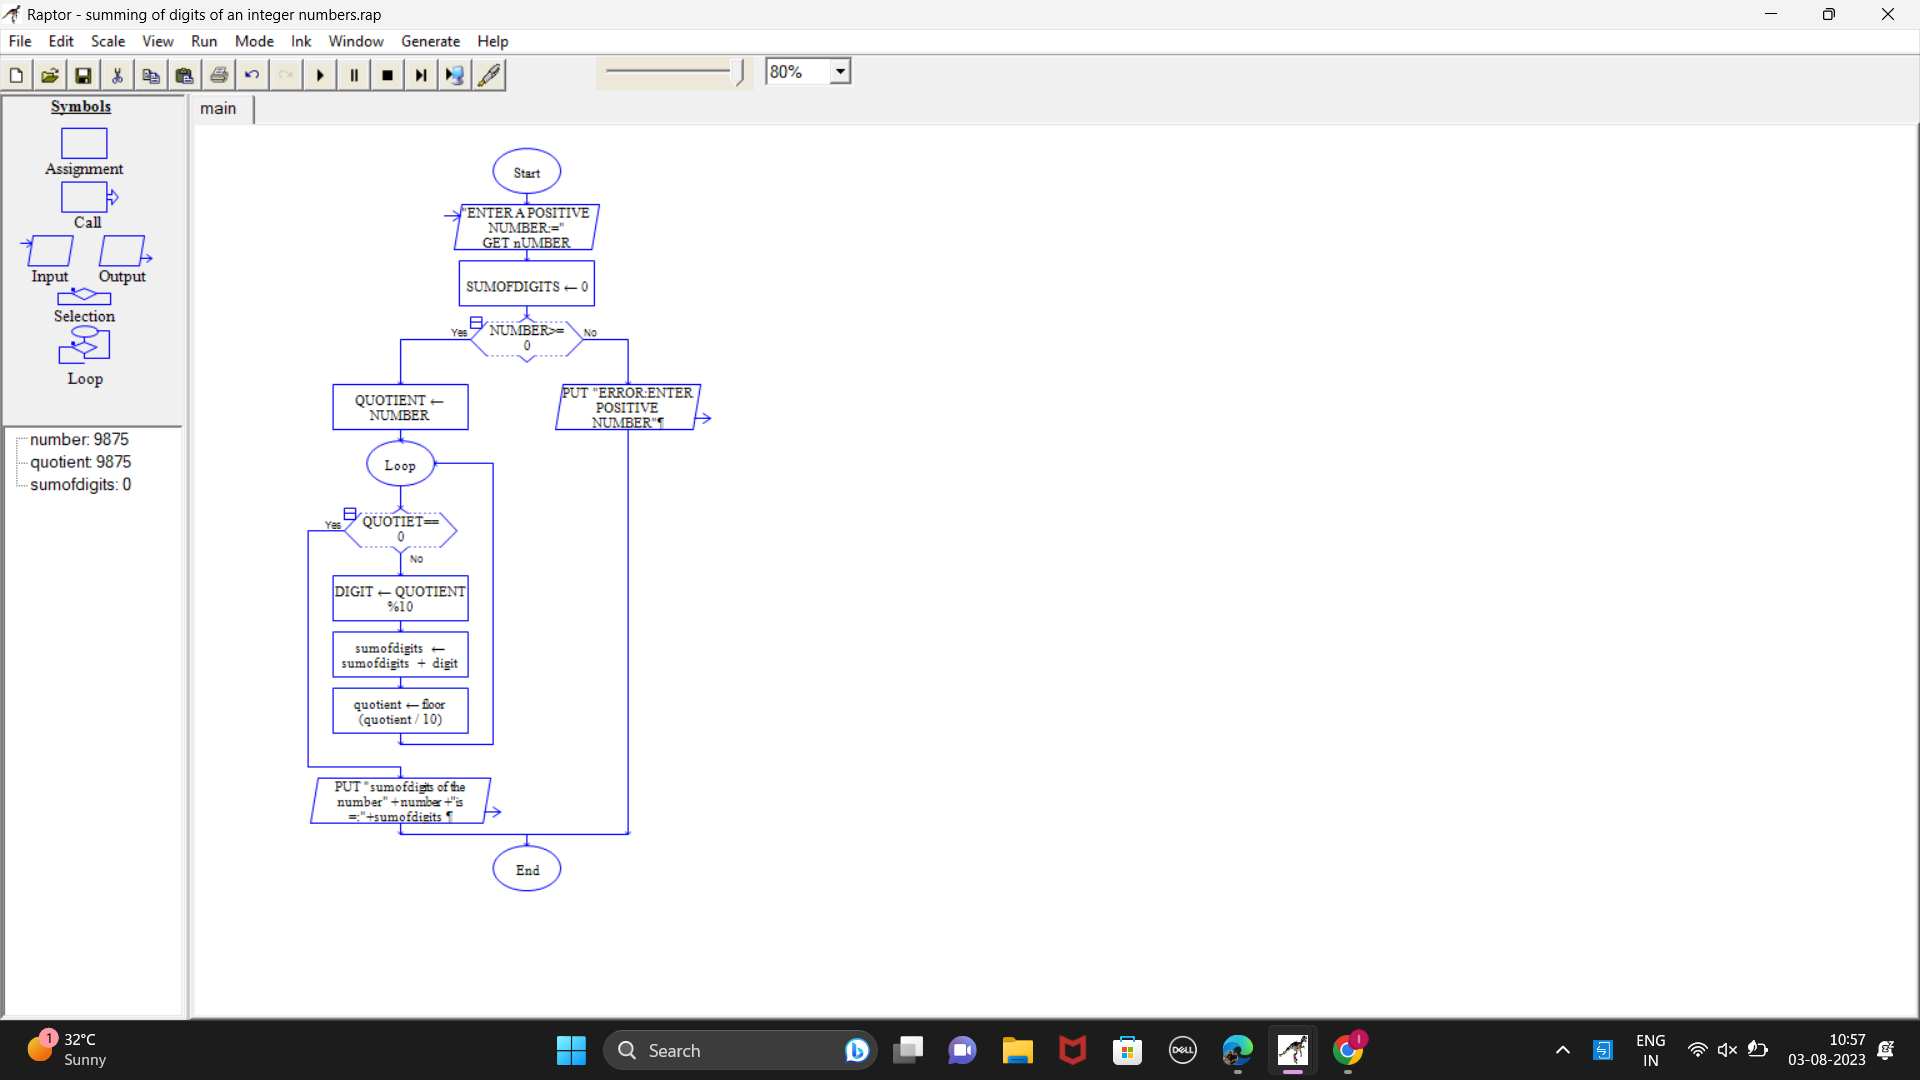 Raptor - summing of digits of an integer numbers.rap
File Edit Scale View Run Mode Ink Window Generate Help
80%
Symbols
Assignment
Call
Input Output
Selection
Loop
number: 9875
quotient: 9875
sumofdigits: 0
main
Start
"ENTER A POSITIVE
NUMBER:="
GET nUMBER
SUMOFDIGITS ← 0
Yes
NUMBER>=
0
No
QUOTIENT ←
NUMBER
PUT "ERROR:ENTER
POSITIVE
NUMBER"¶
Loop
Yes
QUOTIET==
0
No
DIGIT ← QUOTIENT
%10
sumofdigits ←
sumofdigits + digit
quotient ← floor
(quotient / 10)
PUT "sumofdigits of the
number" +number +"is
=:"+sumofdigits ¶
End
1
32°C
Sunny
Search
DELL
I
ENG
IN
10:57
03-08-2023